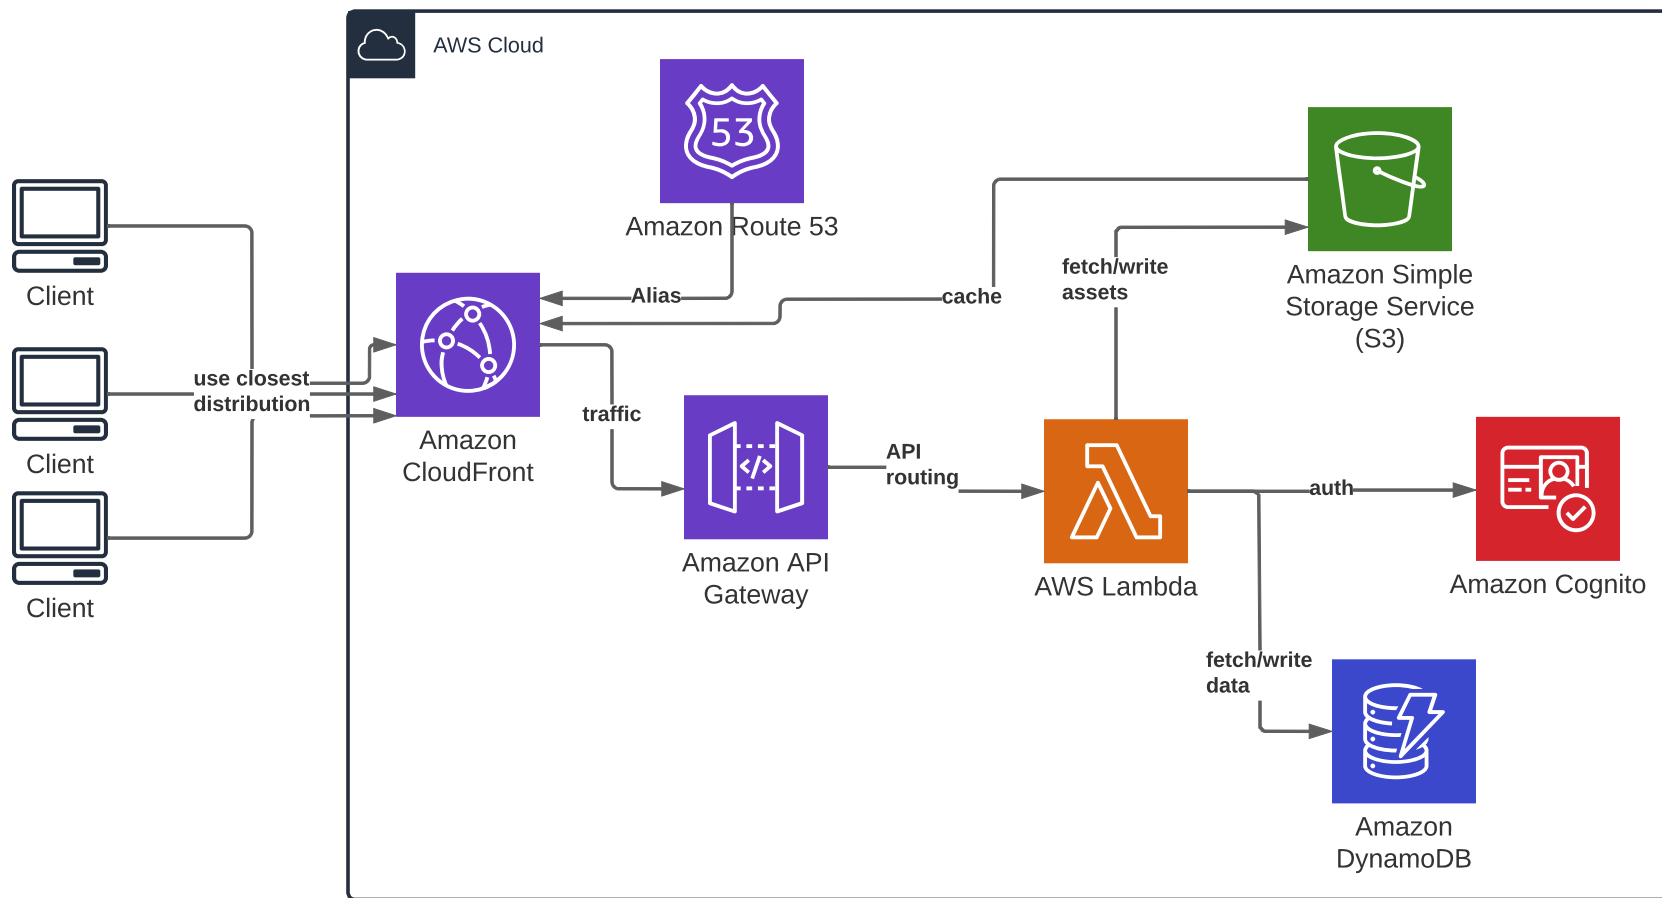 AWS Cloud
53
Amazon Route 53
Client
Client
Client
use closest
distribution
Alias
cache
fetch/write
assets
Amazon Simple
Storage Service
(S3)
Amazon
CloudFront
traffic
</>
Amazon API
Gateway
API
routing
AWS Lambda
auth
Amazon Cognito
fetch/write
data
Amazon
DynamoDB